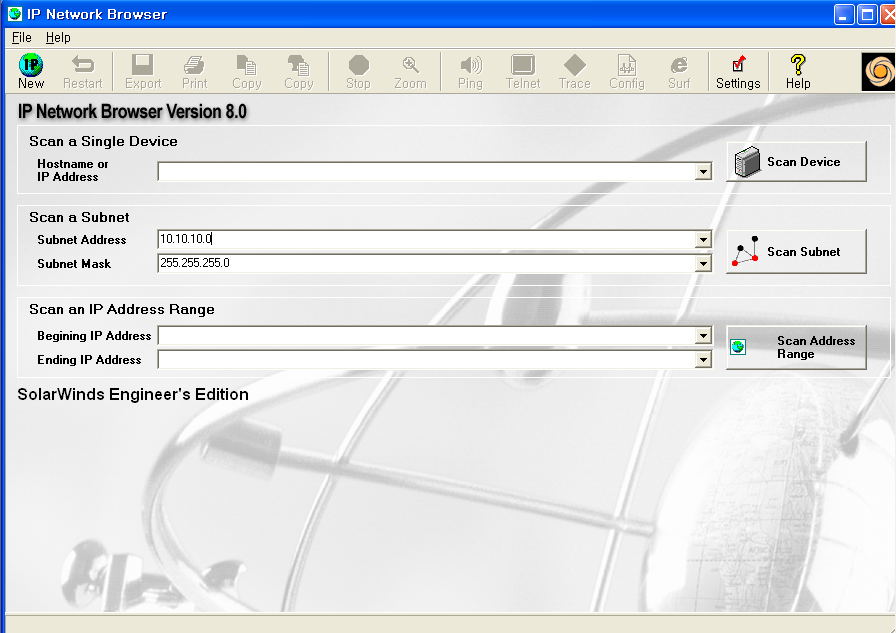 IP Network Browser
File Help
IP
New Restart Export Print Copy Copy Stop Zoom Ping Telnet Trace Config Surf Settings Help
IP Network Browser Version 8.0
Scan a Single Device
Hostname or
IP Address
Scan Device
Scan a Subnet
Subnet Address 10.10.10.0
Subnet Mask 255.255.255.0
Scan Subnet
Scan an IP Address Range
Begining IP Address
Ending IP Address
Scan Address
Range
SolarWinds Engineer's Edition